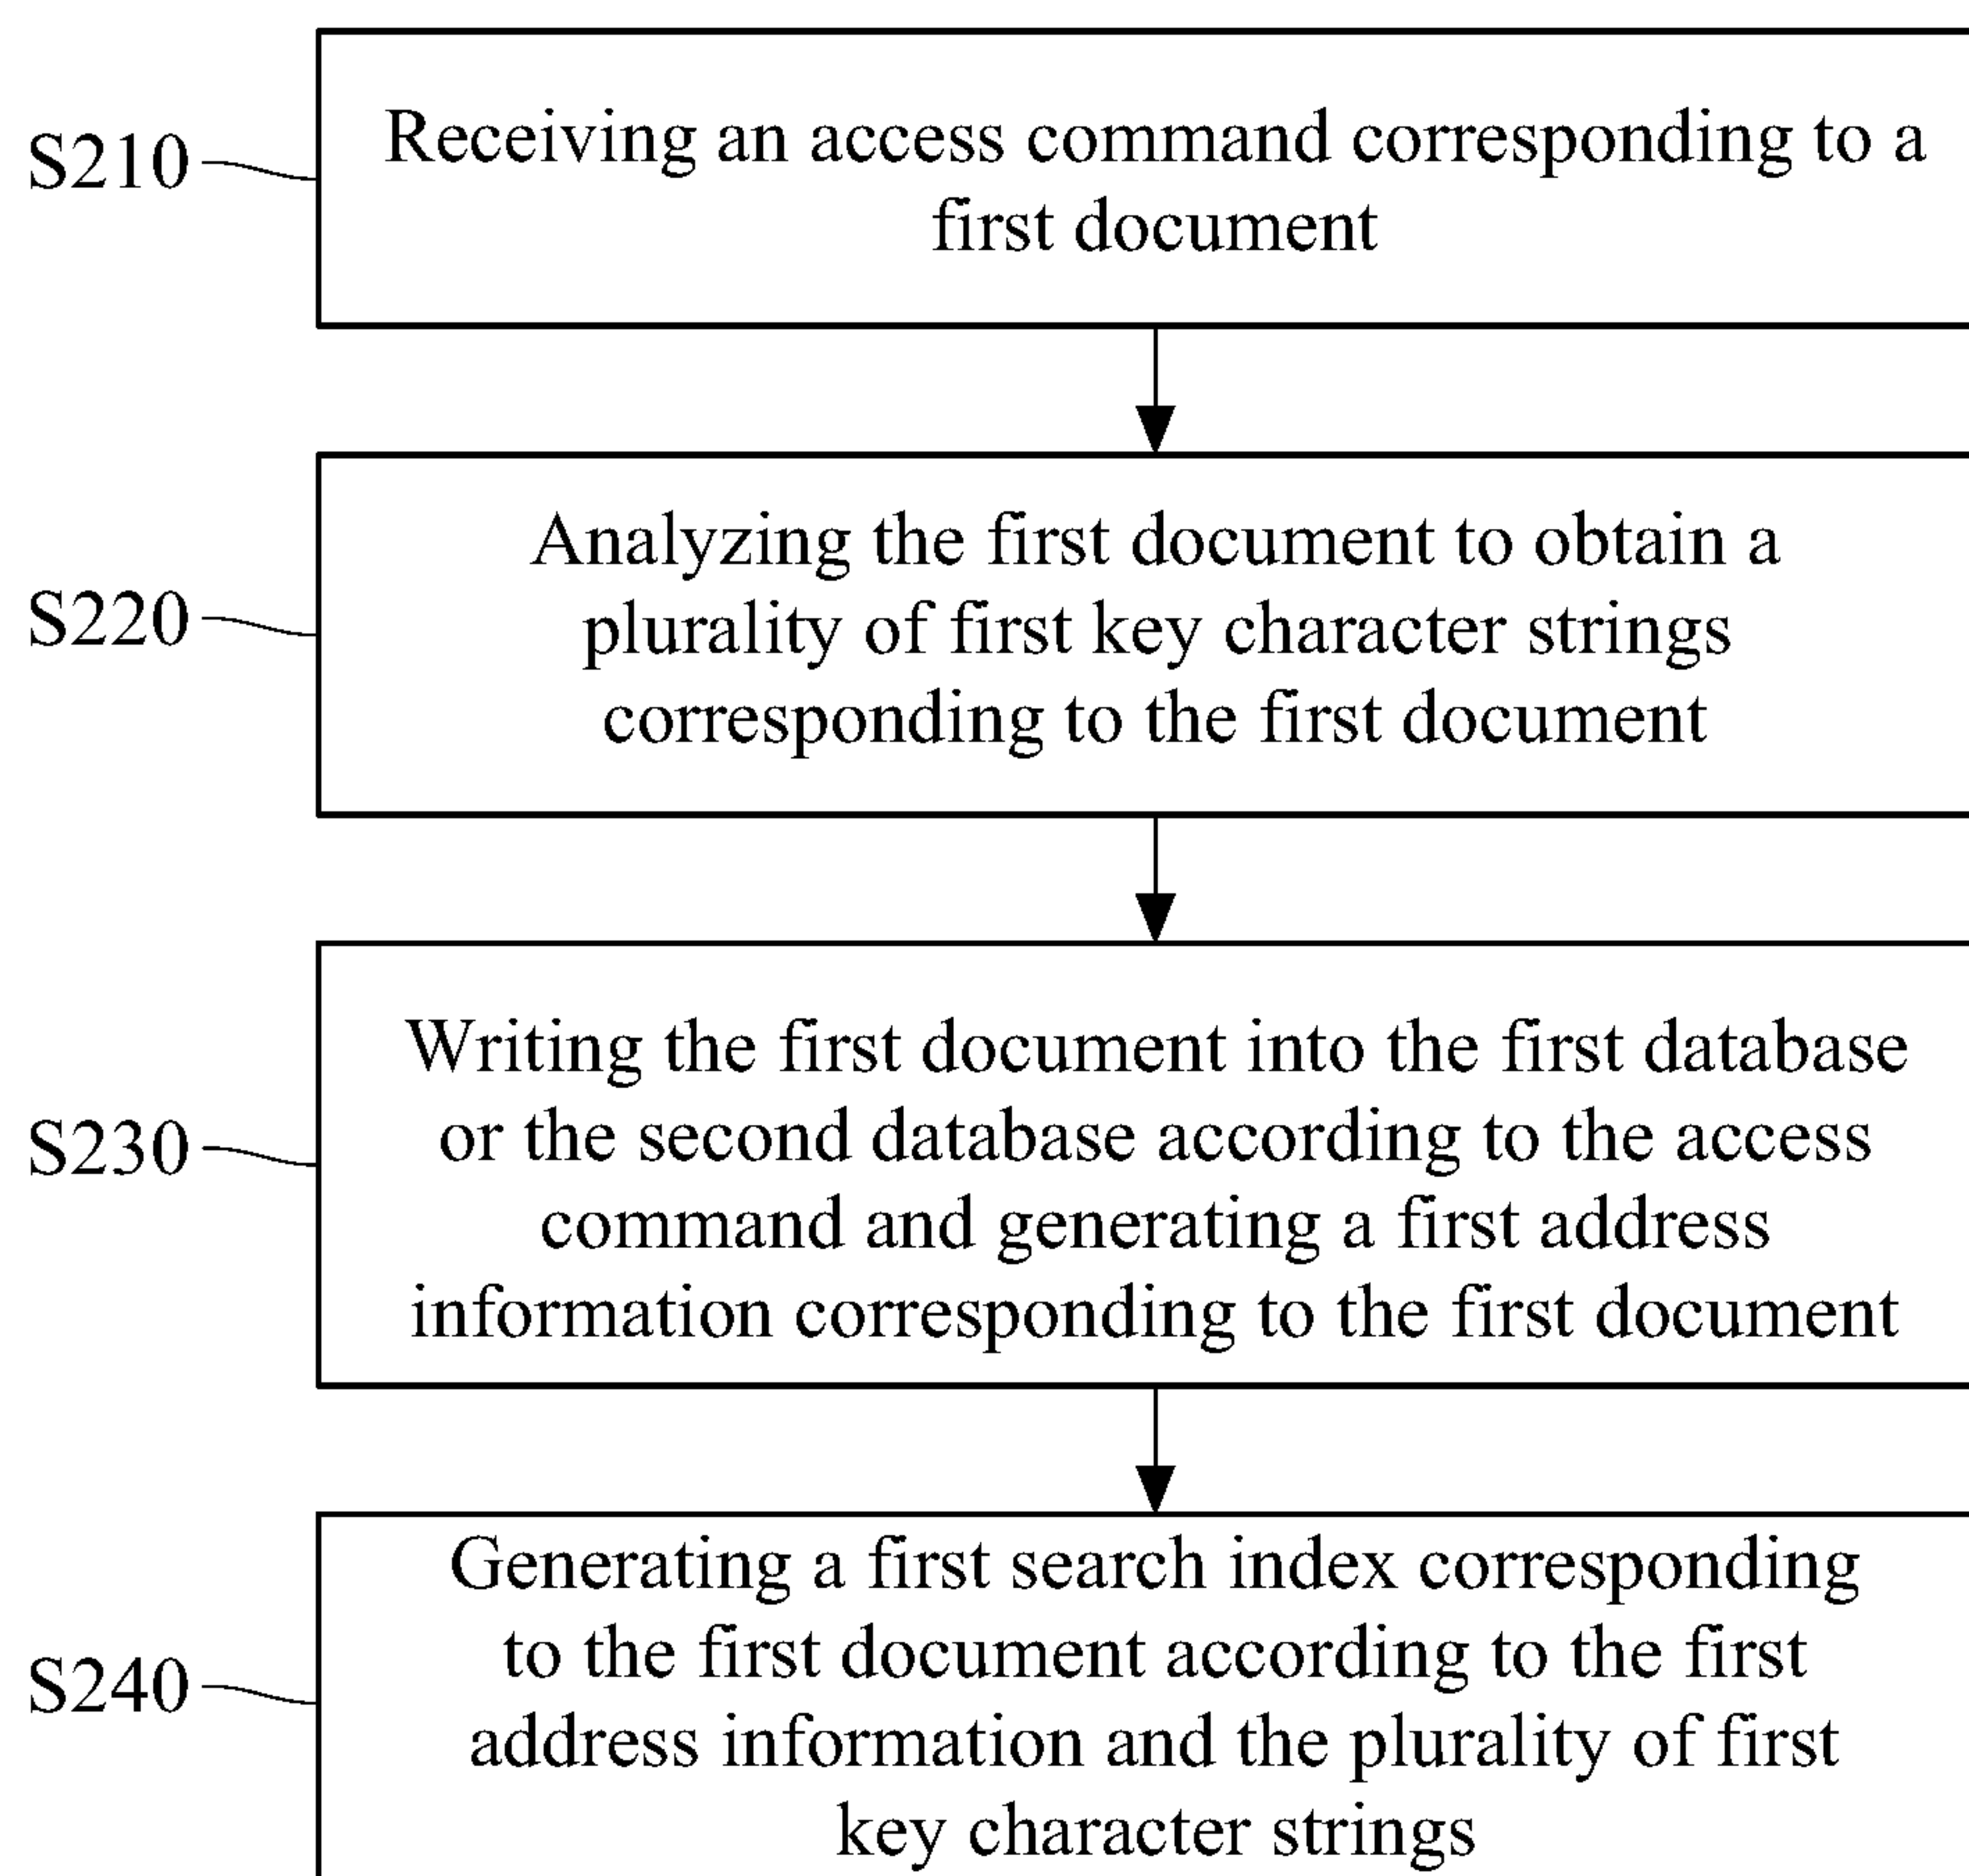 S210
Receiving an access command corresponding to a
first document
S220
Analyzing the first document to obtain a
plurality of first key character strings
corresponding to the first document
S230
Writing the first document into the first database
or the second database according to the access
command and generating a first address
information corresponding to the first document
S240
Generating a first search index corresponding
to the first document according to the first
address information and the plurality of first
key character strings